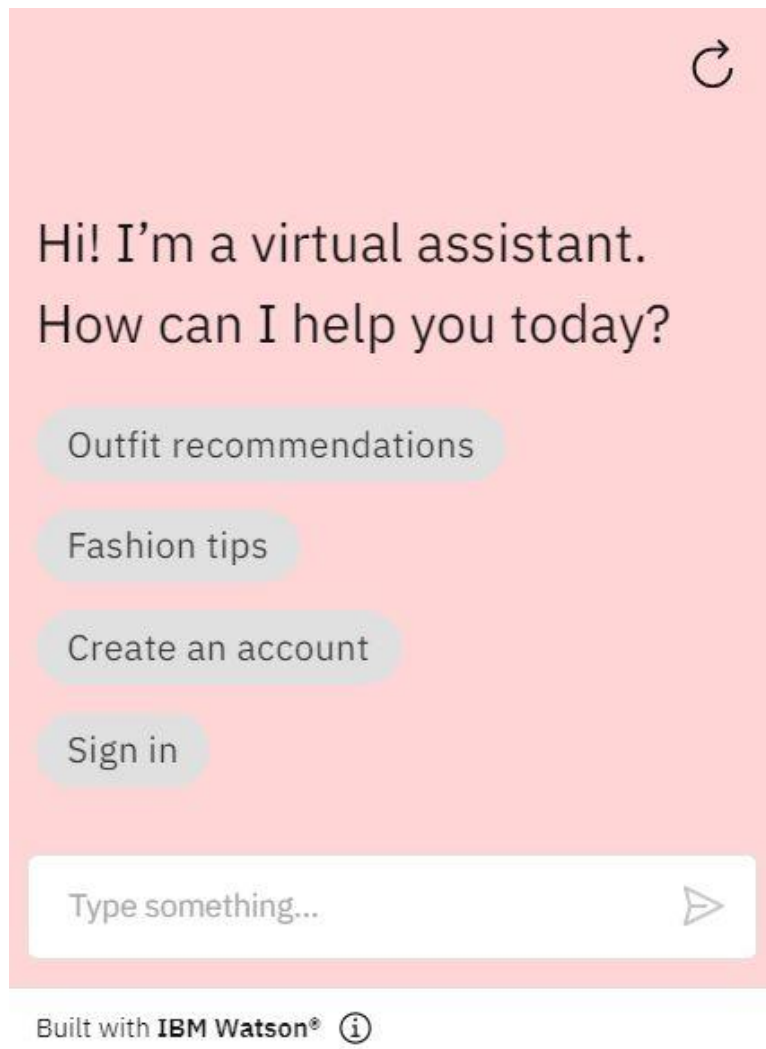 Hi! I’m a virtual assistant.
How can I help you today?
Outfit recommendations
Fashion tips
Create an account
Sign in
Type something...
Built with IBM Watson®